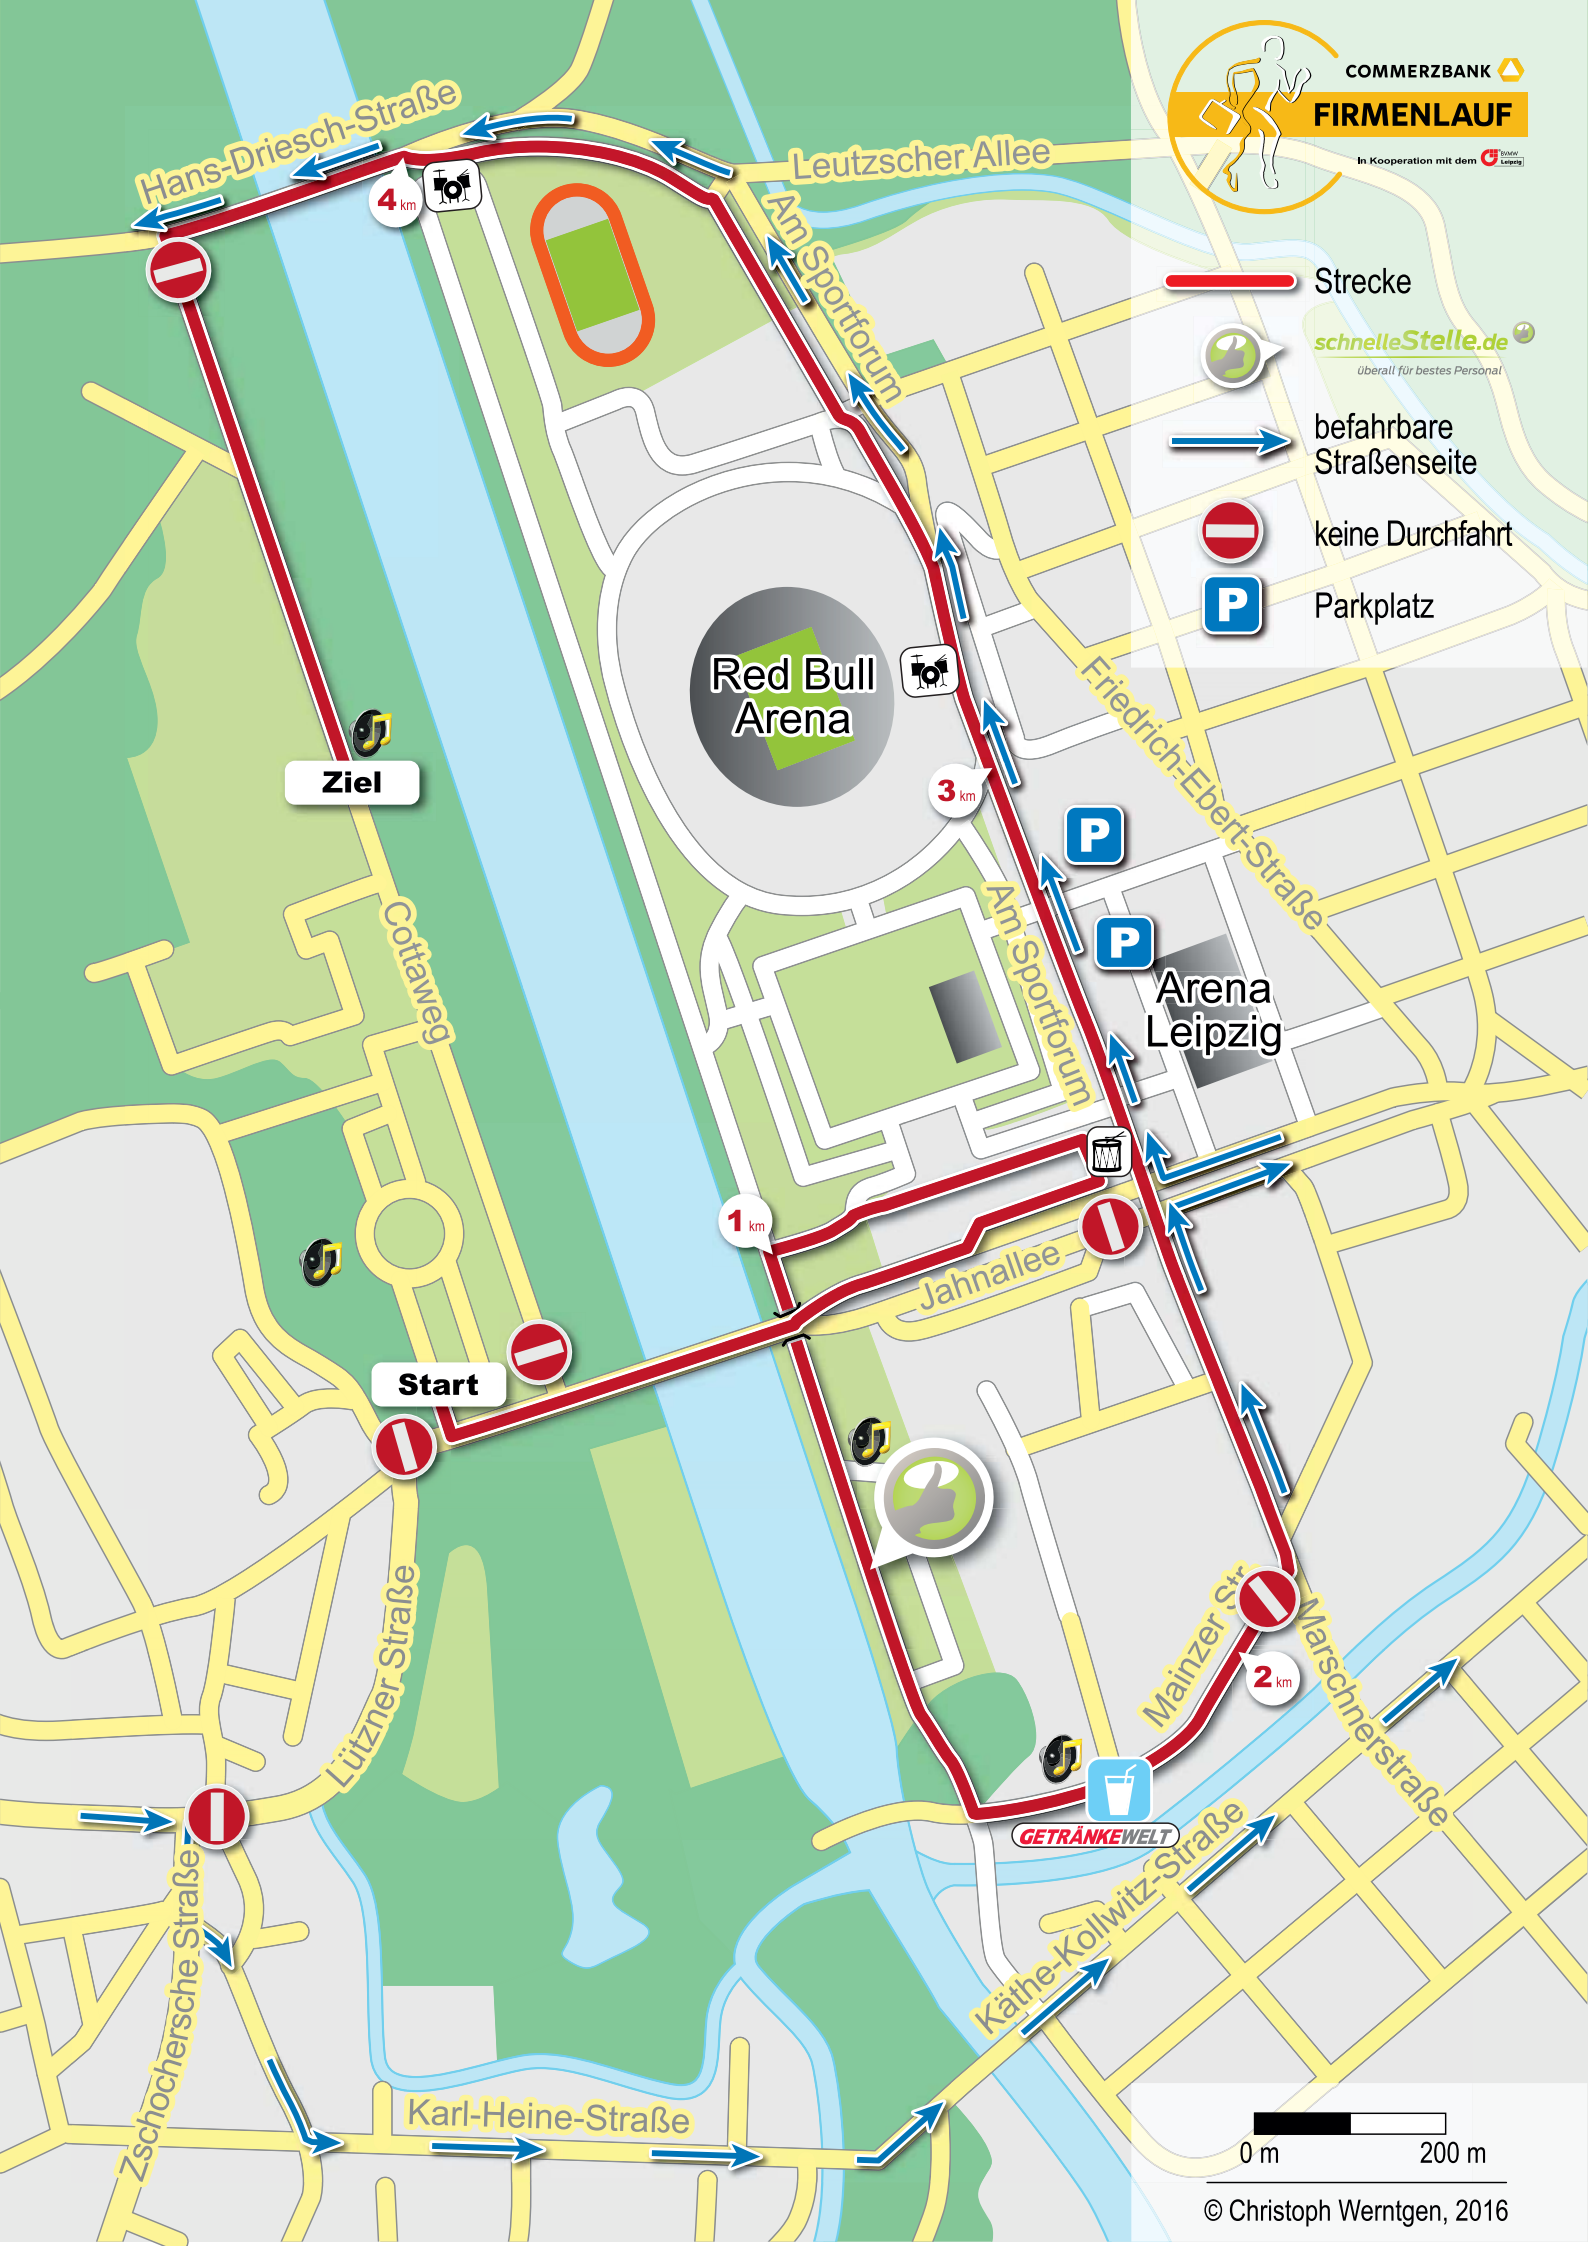 COMMERZBANK
FIRMENLAUF
In Kooperation mit dem BVMW Leipzig
Strecke
schnelleStelle.de
überall für bestes Personal
befahrbare
Straßenseite
keine Durchfahrt
P Parkplatz
Hans-Driesch-Straße
Leutzscher Allee
4 km
Am Sportforum
Red Bull
Arena
Friedrich-Ebert-Straße
Ziel
3 km
P
P
Cottaweg
Am Sportforum
Arena
Leipzig
1 km
Jahnallee
Start
Lützner Straße
Mainzer Str.
2 km
Marschnerstraße
GETRÄNKEWELT
Käthe-Kollwitz-Straße
Zschochersche Straße
Karl-Heine-Straße
0 m 200 m
© Christoph Werntgen, 2016